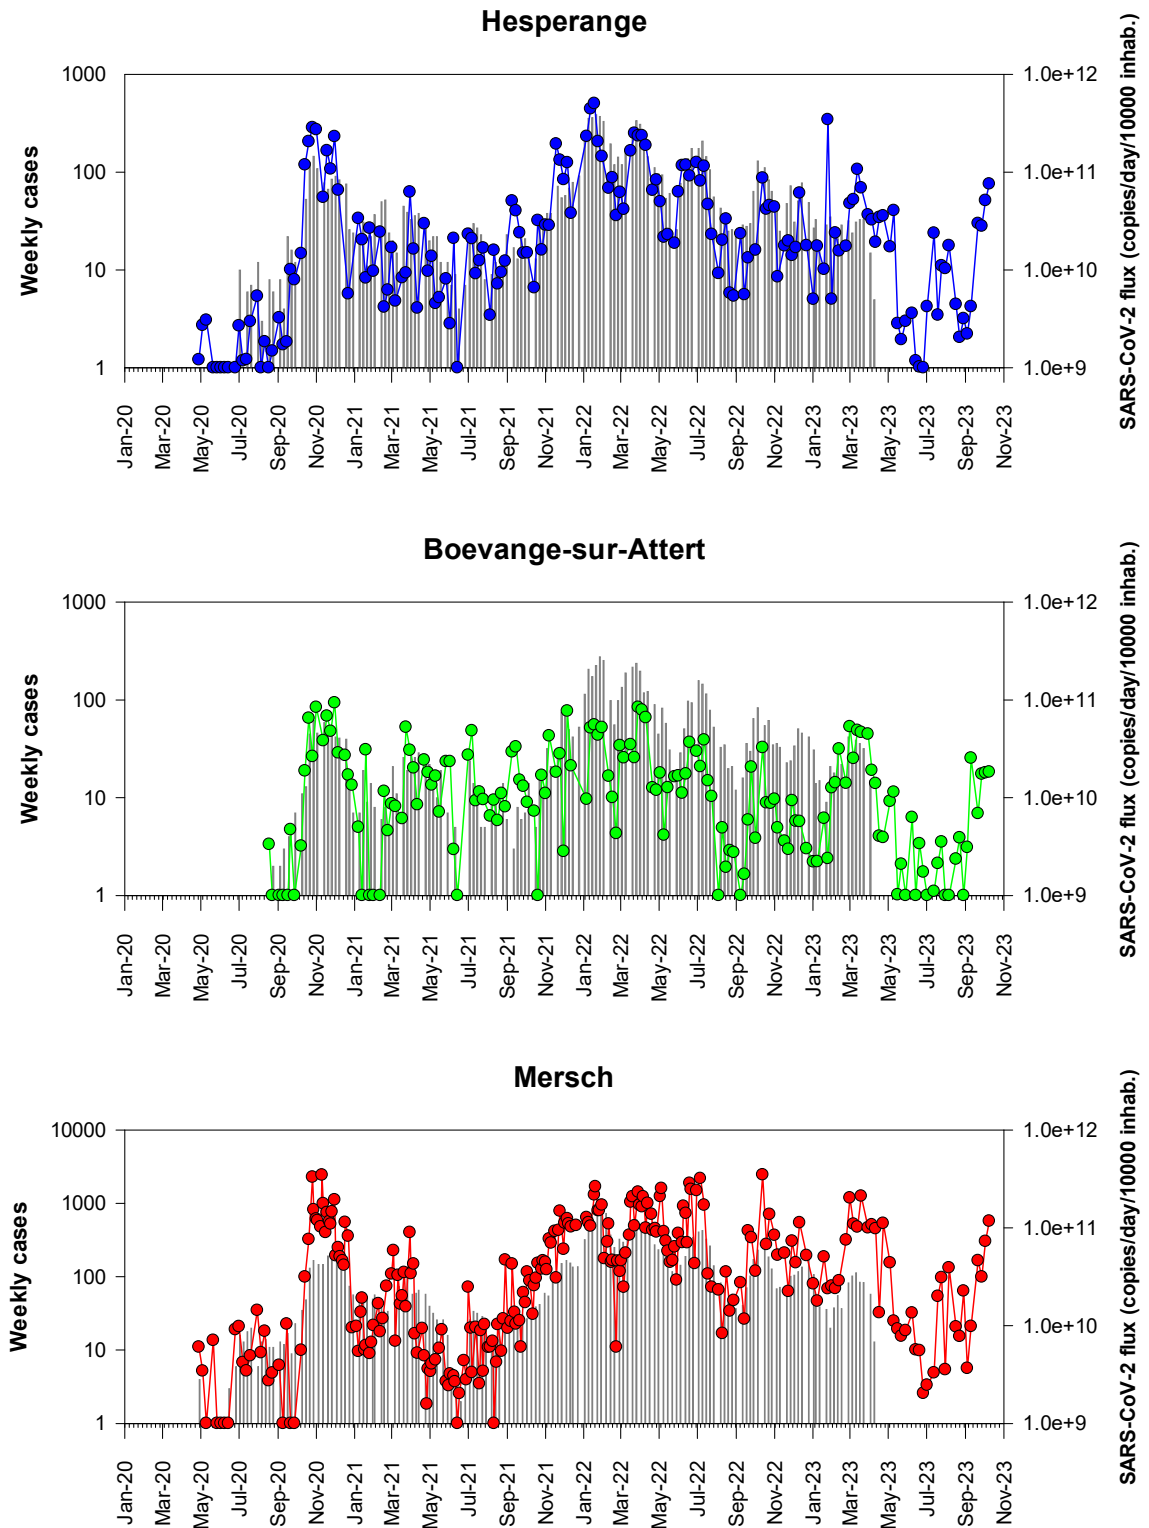 Hesperange
Weekly cases
1000
100
10
1
1.0e+12
1.0e+11
1.0e+10
1.0e+9
SARS-CoV-2 flux (copies/day/10000 inhab.)
Jan-20
Mar-20
May-20
Jul-20
Sep-20
Nov-20
Jan-21
Mar-21
May-21
Jul-21
Sep-21
Nov-21
Jan-22
Mar-22
May-22
Jul-22
Sep-22
Nov-22
Jan-23
Mar-23
May-23
Jul-23
Sep-23
Nov-23
Boevange-sur-Attert
Weekly cases
1000
100
10
1
1.0e+12
1.0e+11
1.0e+10
1.0e+9
SARS-CoV-2 flux (copies/day/10000 inhab.)
Jan-20
Mar-20
May-20
Jul-20
Sep-20
Nov-20
Jan-21
Mar-21
May-21
Jul-21
Sep-21
Nov-21
Jan-22
Mar-22
May-22
Jul-22
Sep-22
Nov-22
Jan-23
Mar-23
May-23
Jul-23
Sep-23
Nov-23
Mersch
Weekly cases
10000
1000
100
10
1
1.0e+12
1.0e+11
1.0e+10
1.0e+9
SARS-CoV-2 flux (copies/day/10000 inhab.)
Jan-20
Mar-20
May-20
Jul-20
Sep-20
Nov-20
Jan-21
Mar-21
May-21
Jul-21
Sep-21
Nov-21
Jan-22
Mar-22
May-22
Jul-22
Sep-22
Nov-22
Jan-23
Mar-23
May-23
Jul-23
Sep-23
Nov-23